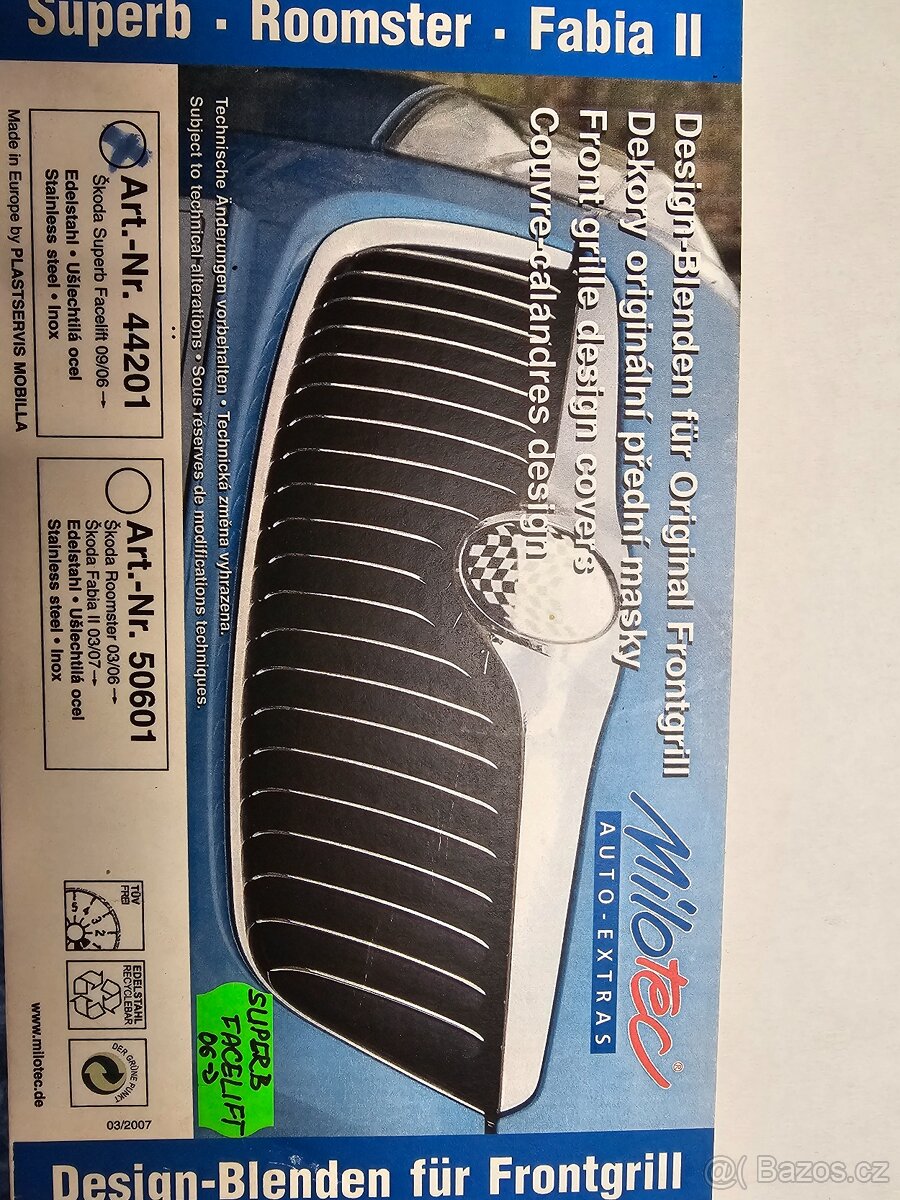 Superb · Roomster · Fabia II
Design-Blenden für Original Frontgrill
Dekory originální přední masky
Front grille design covers
Couvre-calandres design
Milotec®
AUTO-EXTRAS
Technische Änderungen vorbehalten • Technická změna vyhrazena.
Subject to technical alterations • Sous réserves de modifications techniques.
Art.-Nr. 44201
Škoda Superb Facelift 09/06→
Edelstahl • Ušlechtilá ocel
Stainless steel • Inox
Art.-Nr. 50601
Škoda Roomster 03/06→
Škoda Fabia II 03/07→
Edelstahl • Ušlechtilá ocel
Stainless steel • Inox
Made in Europe by PLASTSERVIS MOBILLA
TÜV
FREI
5 4 3 2
EDELSTAHL
RECYCLEBAR
DER GRÜNE PUNKT
www.milotec.de
03/2007
SUPERB
FACELIFT
06→
Design-Blenden für Frontgrill
@( Bazos.cz